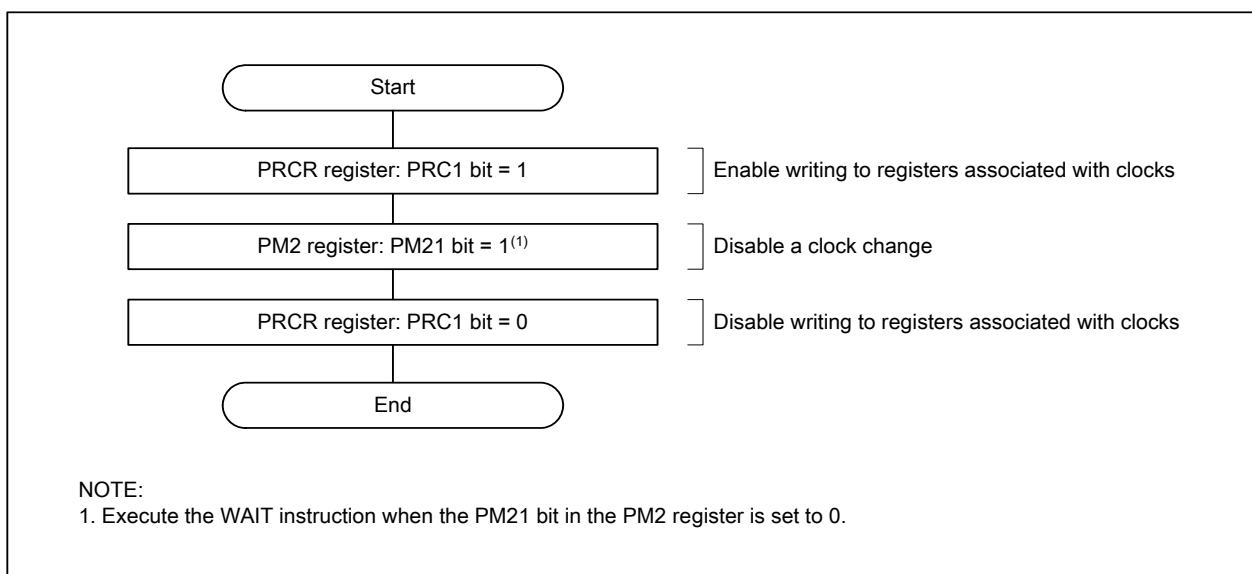 Start
PRCR register: PRC1 bit = 1
Enable writing to registers associated with clocks
PM2 register: PM21 bit = 1(1)
Disable a clock change
PRCR register: PRC1 bit = 0
Disable writing to registers associated with clocks
End
NOTE:
1. Execute the WAIT instruction when the PM21 bit in the PM2 register is set to 0.